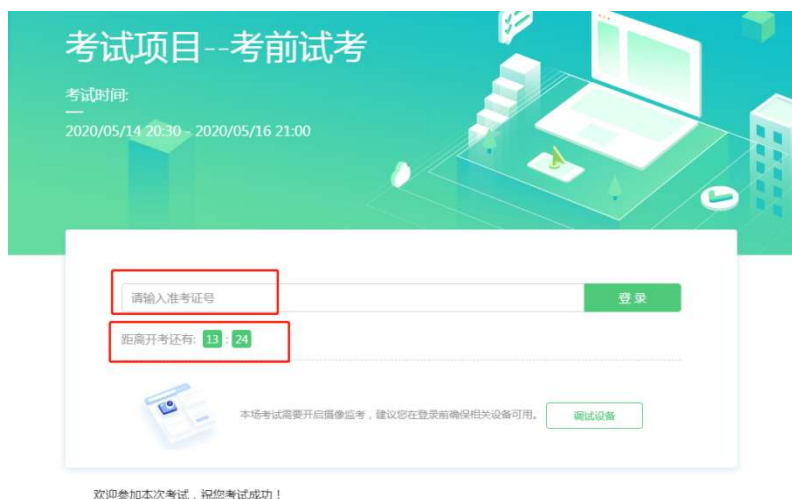 考试项目--考前试考
考试时间:
2020/05/14 20:30 - 2020/05/16 21:00
请输入准考证号
登 录
距离开考还有: 13 : 24
本场考试需要开启摄像监考，建议您在登录前确保相关设备可用。
调试设备
欢迎参加本次考试，祝您考试成功！